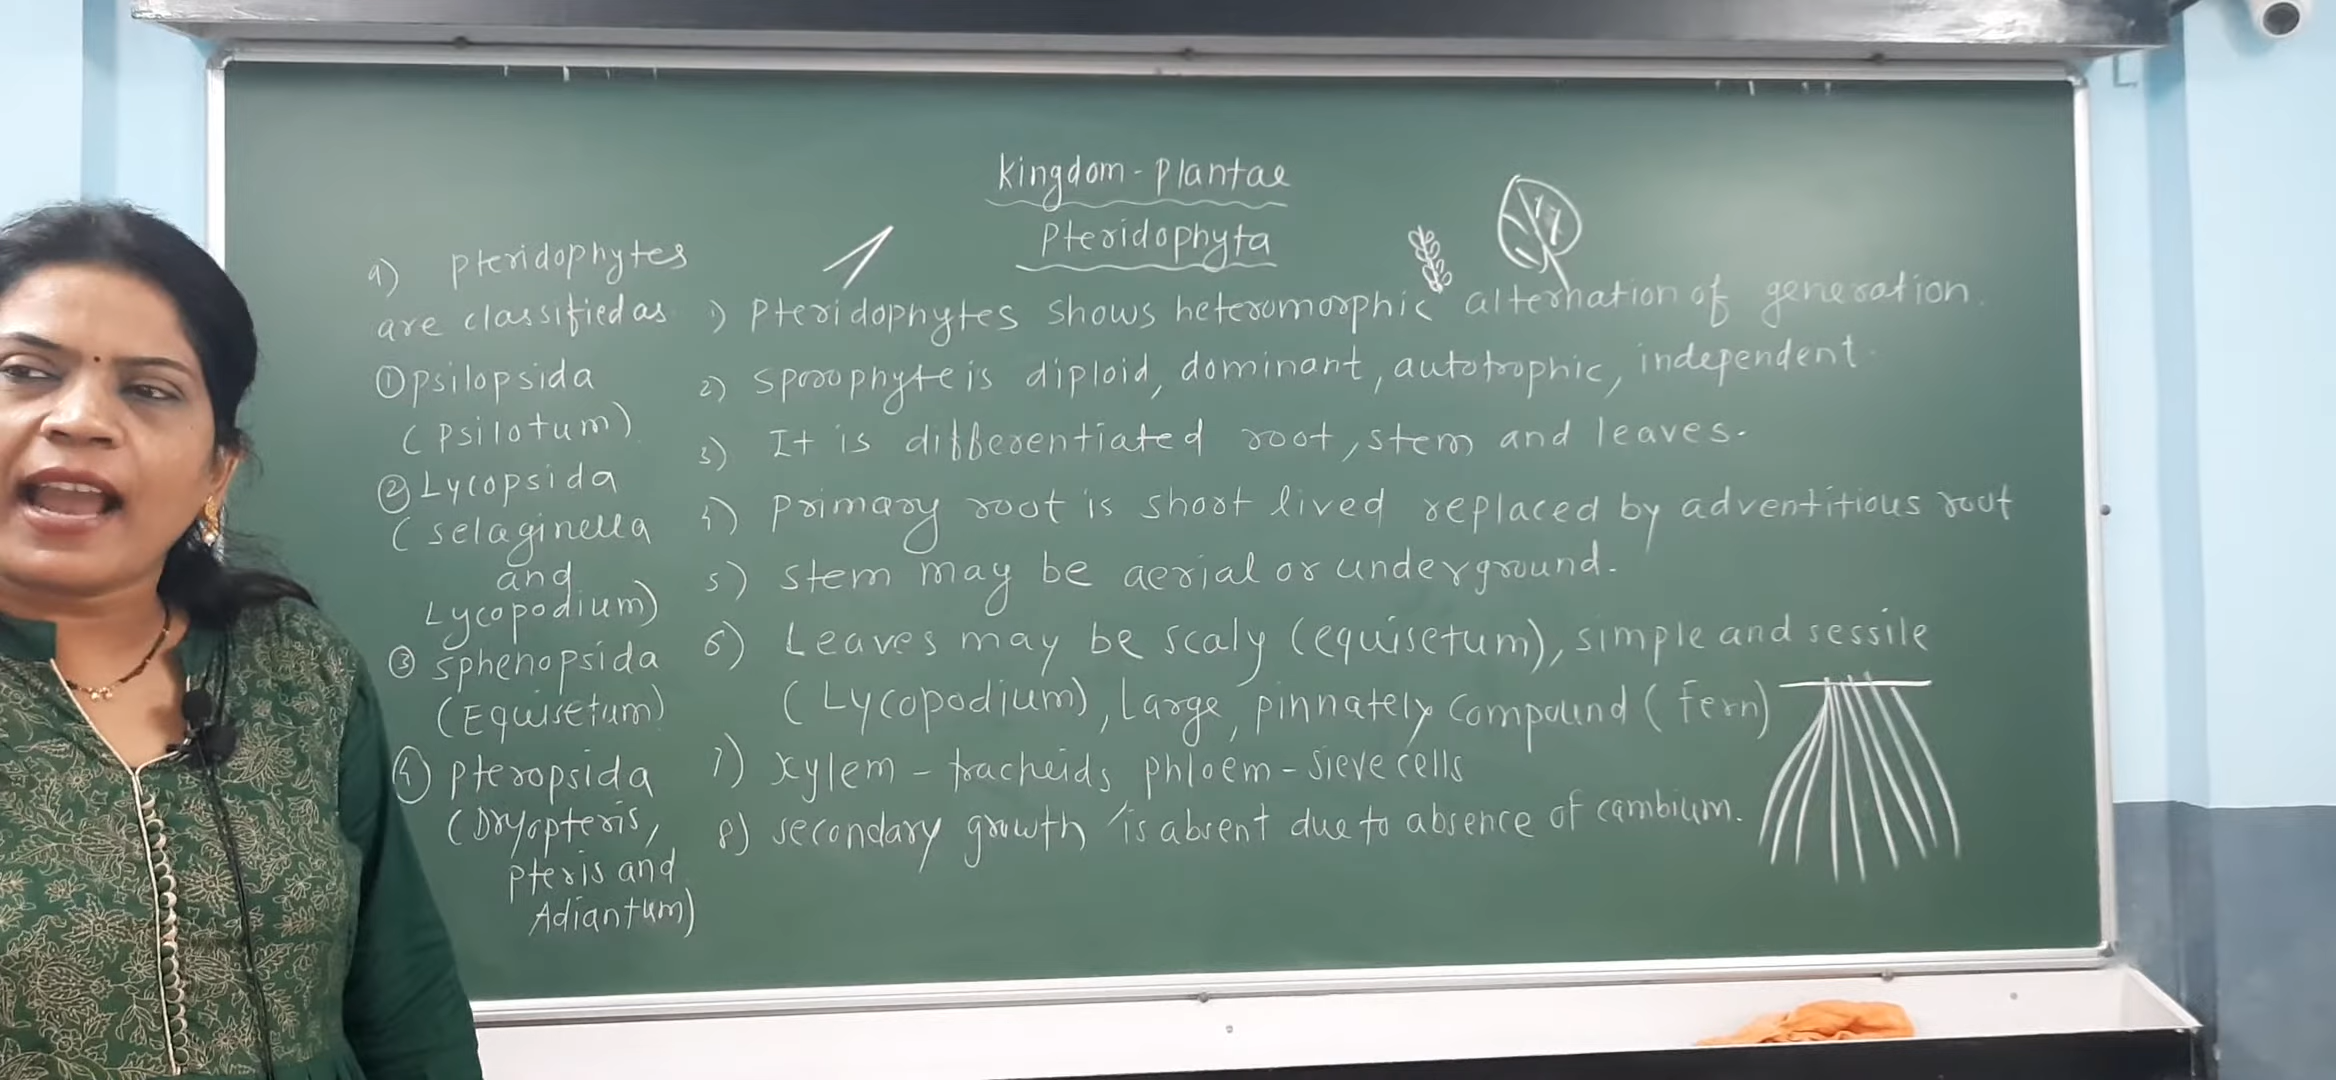 Kingdom - Plantae
Pteridophyta
1) Pteridophytes shows heteromorphic alternation of generation.
2) Sporophyte is diploid, dominant, autotrophic, independent.
3) It is differentiated root, stem and leaves.
4) Primary root is short lived replaced by adventitious root
5) Stem may be aerial or underground.
6) Leaves may be scaly (equisetum), simple and sessile
(Lycopodium), large, pinnately compound (fern)
7) Xylem - tracheids phloem - sieve cells
8) Secondary growth is absent due to absence of cambium.
9) Pteridophytes
are classified as
① Psilopsida
(Psilotum)
② Lycopsida
(Selaginella
and
Lycopodium)
③ Sphenopsida
(Equisetum)
④ Pteropsida
(Dryopteris,
Pteris and
Adiantum)